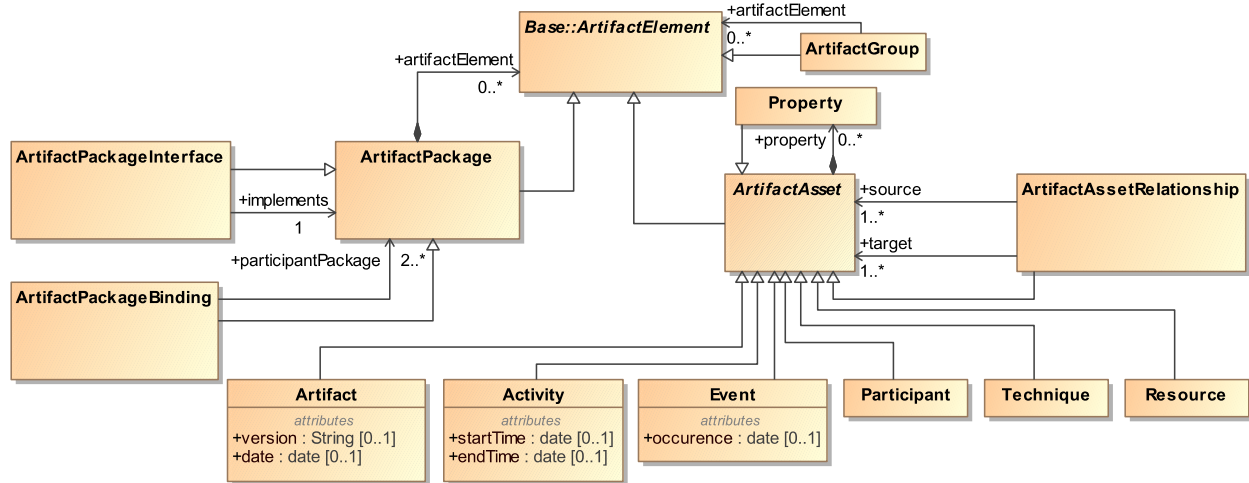 +artifactElement
Base::ArtifactElement
0..*
ArtifactGroup
+artifactElement
0..*
Property
+property
0..*
ArtifactPackageInterface
ArtifactPackage
+implements
1
ArtifactAsset
+source
1..*
+target
1..*
ArtifactAssetRelationship
+participantPackage
2..*
ArtifactPackageBinding
Artifact
attributes
+version : String [0..1]
+date : date [0..1]
Activity
attributes
+startTime : date [0..1]
+endTime : date [0..1]
Event
attributes
+occurence : date [0..1]
Participant
Technique
Resource